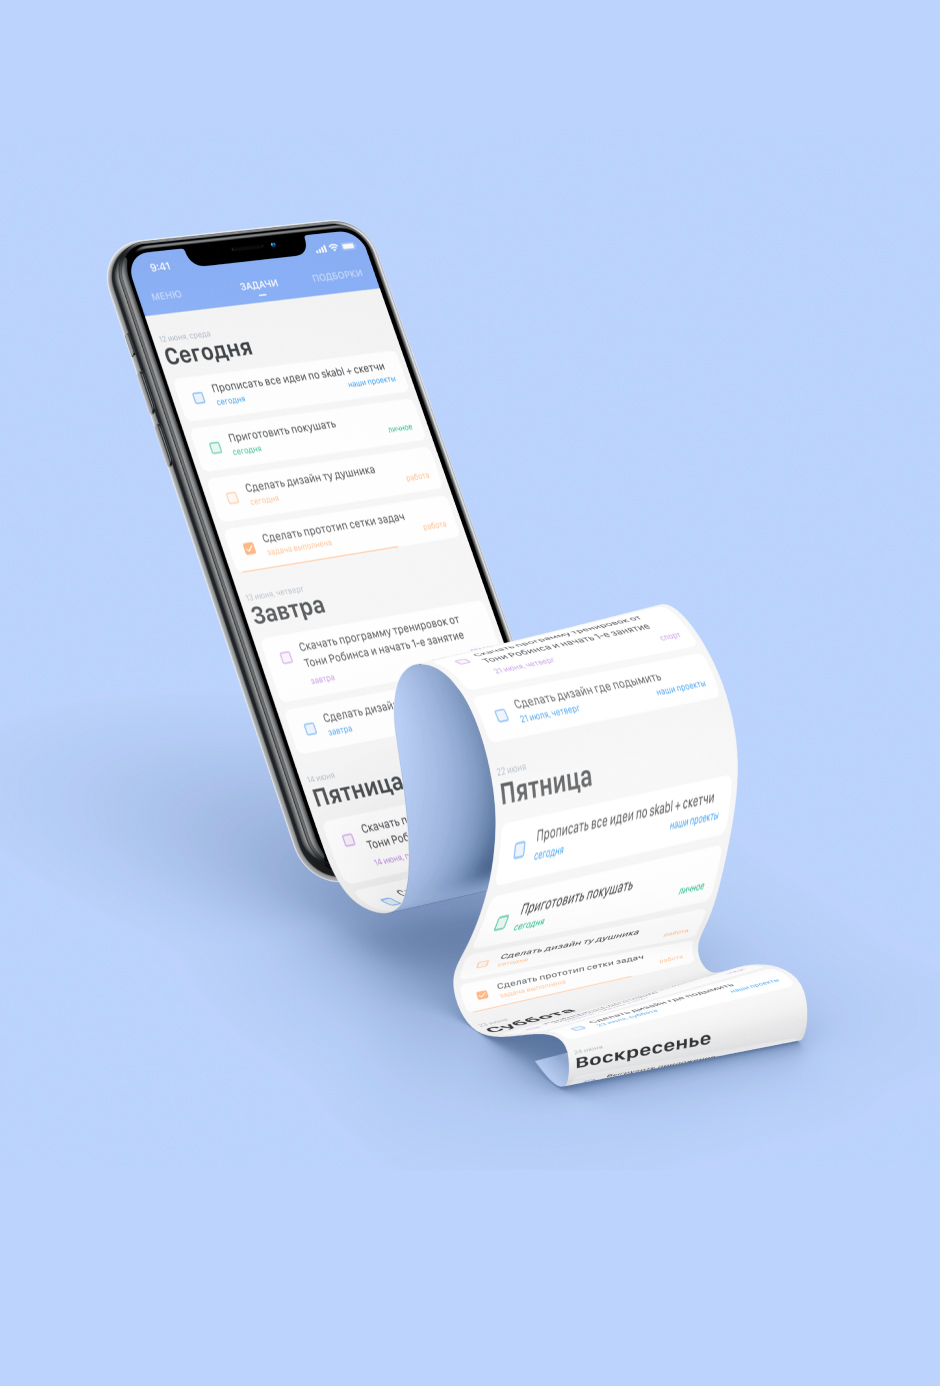 9:41
МЕНЮ ЗАДАЧИ ПОДБОРКИ
12 июня, среда
Сегодня
Прописать все идеи по skabl + скетчи
сегодня наши проекты
Приготовить покушать
сегодня личное
Сделать дизайн ту душника
сегодня работа
Сделать прототип сетки задач
задача выполнена работа
13 июня, четверг
Завтра
Скачать программу тренировок от
Тони Робинса и начать 1-е занятие
завтра
Сделать дизай
завтра
14 июня
Пятница
Скачать п
Тони Роб
14 июня, п
Скачать программу тренировок от
Тони Робинса и начать 1-е занятие
21 июня, четверг спорт
Сделать дизайн где подымить
21 июля, четверг наши проекты
22 июня
Пятница
Прописать все идеи по skabl + скетчи
сегодня наши проекты
Приготовить покушать
сегодня личное
Сделать дизайн ту душника
сегодня работа
Сделать прототип сетки задач
задача выполнена работа
23 июня
Суббота
Сделать дизайн где подымить
23 июля, суббота наши проекты
24 июня
Воскресенье